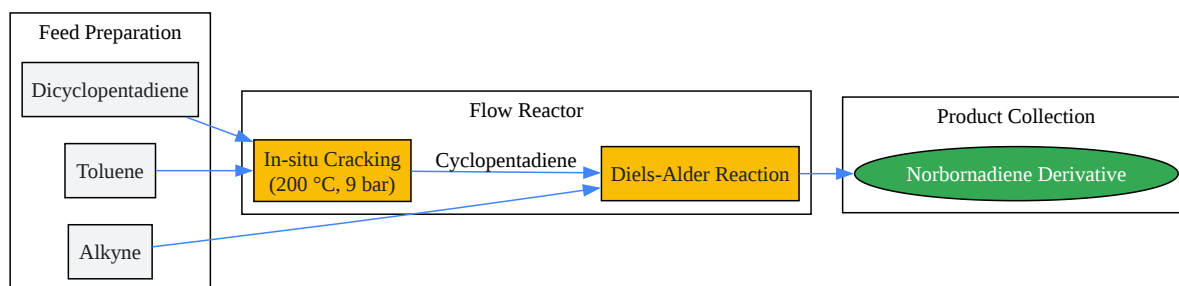 Feed Preparation
Dicyclopentadiene
Toluene
Alkyne
Flow Reactor
In-situ Cracking
(200 °C, 9 bar)
Cyclopentadiene
Diels-Alder Reaction
Product Collection
Norbornadiene Derivative